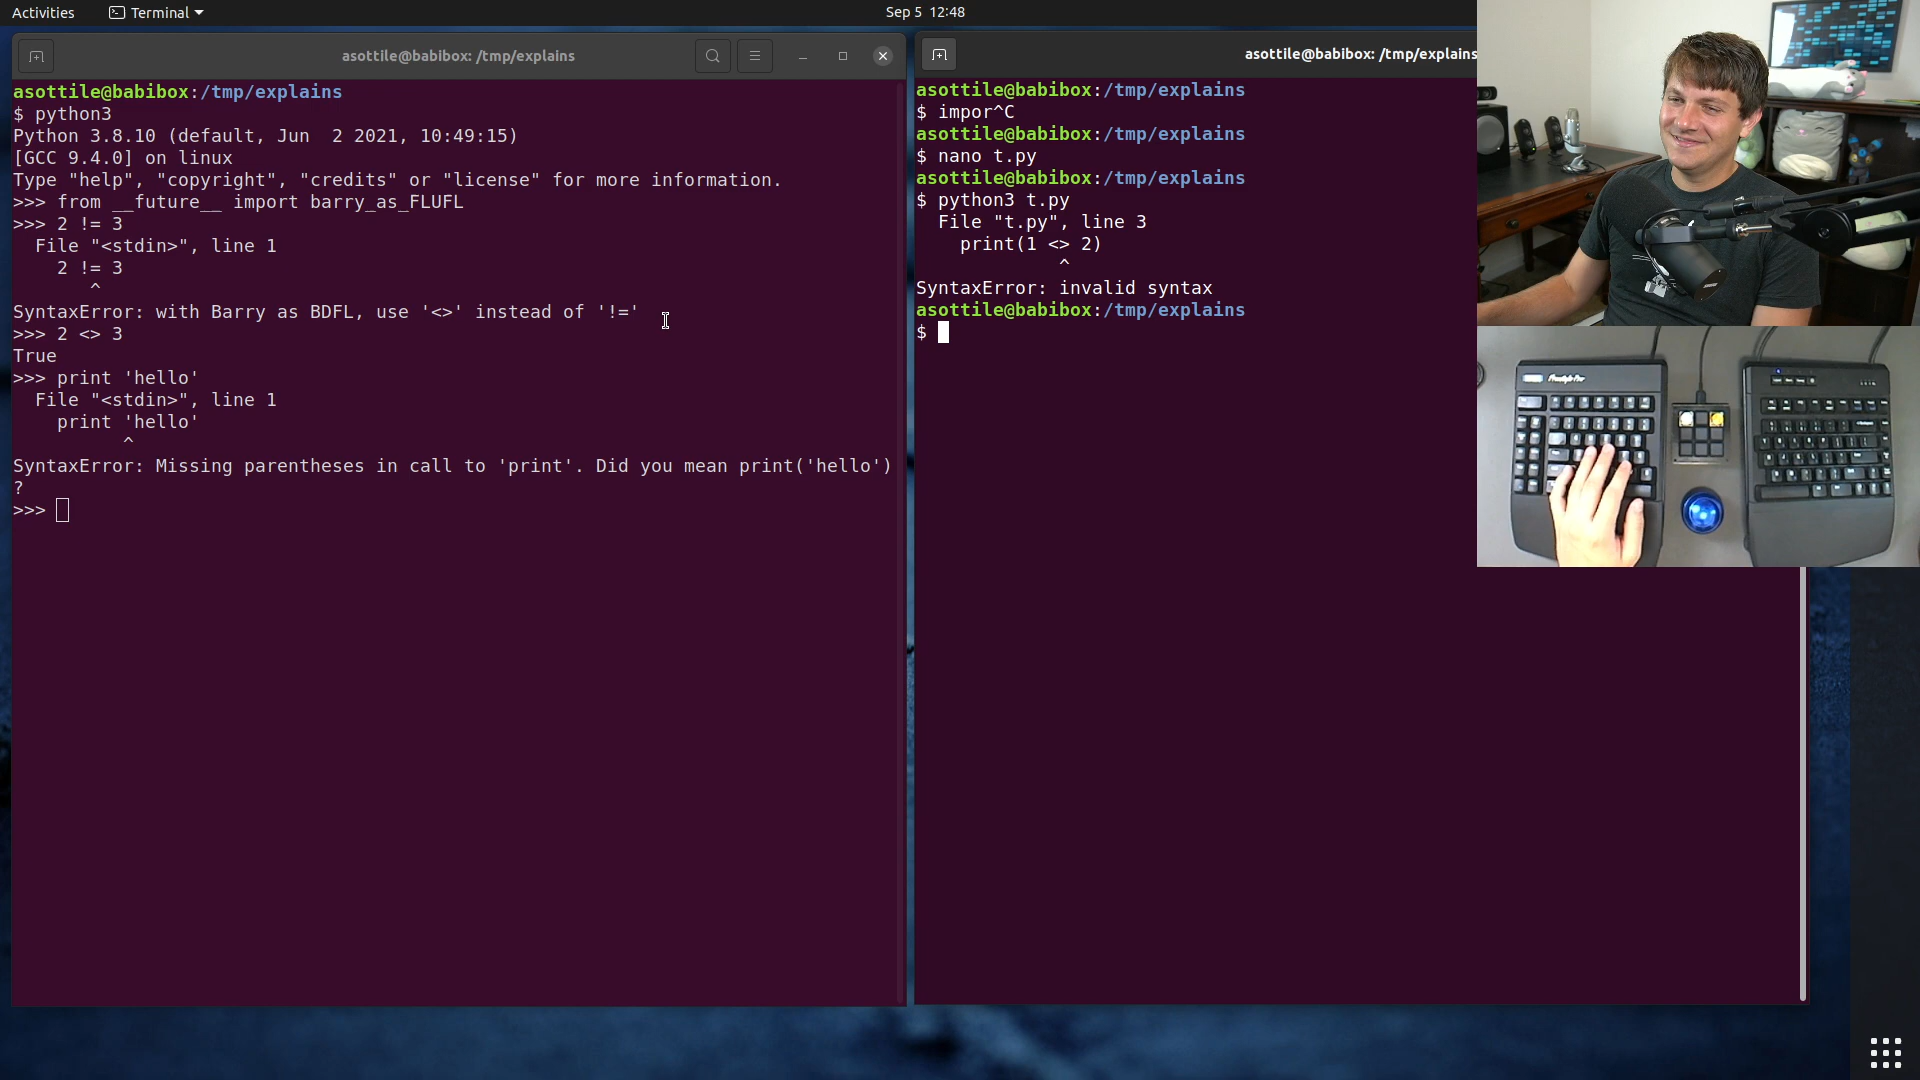 Activities
Terminal
Sep 5 12:48
asottile@babibox: /tmp/explains
asottile@babibox:/tmp/explains
$ python3
Python 3.8.10 (default, Jun  2 2021, 10:49:15)
[GCC 9.4.0] on linux
Type "help", "copyright", "credits" or "license" for more information.
>>> from __future__ import barry_as_FLUFL
>>> 2 != 3
  File "<stdin>", line 1
    2 != 3
       ^
SyntaxError: with Barry as BDFL, use '<>' instead of '!='
>>> 2 <> 3
True
>>> print 'hello'
  File "<stdin>", line 1
    print 'hello'
          ^
SyntaxError: Missing parentheses in call to 'print'. Did you mean print('hello')
?
>>>
asottile@babibox: /tmp/explains
asottile@babibox:/tmp/explains
$ impor^C
asottile@babibox:/tmp/explains
$ nano t.py
asottile@babibox:/tmp/explains
$ python3 t.py
  File "t.py", line 3
    print(1 <> 2)
             ^
SyntaxError: invalid syntax
asottile@babibox:/tmp/explains
$